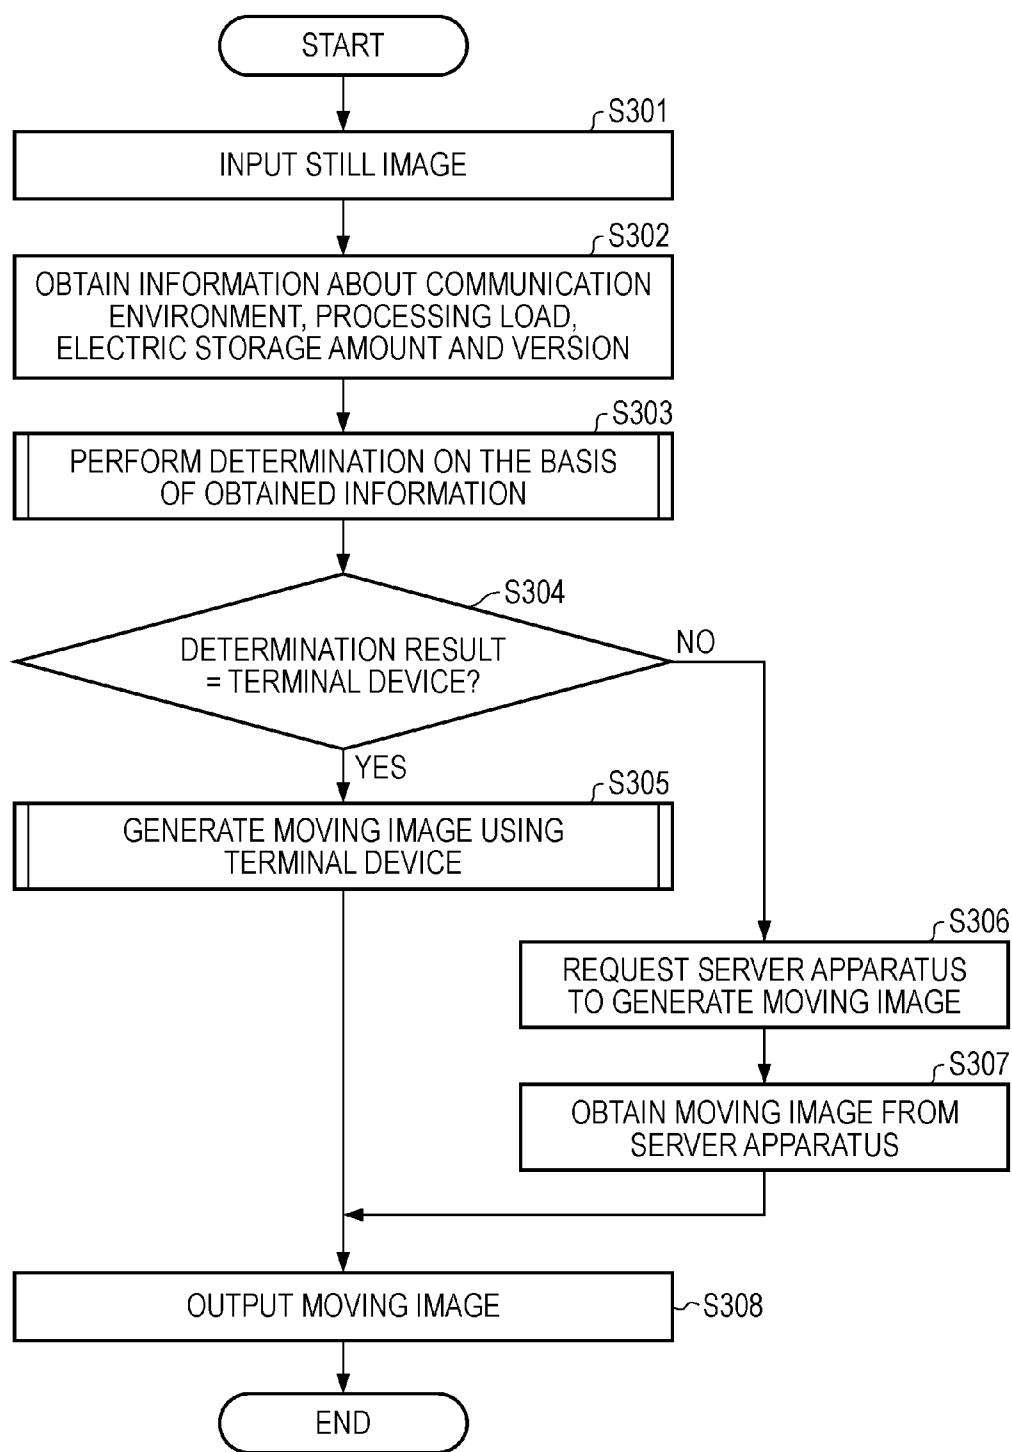 START
S301
INPUT STILL IMAGE
S302
OBTAIN INFORMATION ABOUT COMMUNICATION
ENVIRONMENT, PROCESSING LOAD,
ELECTRIC STORAGE AMOUNT AND VERSION
S303
PERFORM DETERMINATION ON THE BASIS
OF OBTAINED INFORMATION
S304
DETERMINATION RESULT
= TERMINAL DEVICE?
NO
YES
S305
GENERATE MOVING IMAGE USING
TERMINAL DEVICE
S306
REQUEST SERVER APPARATUS
TO GENERATE MOVING IMAGE
S307
OBTAIN MOVING IMAGE FROM
SERVER APPARATUS
OUTPUT MOVING IMAGE
S308
END